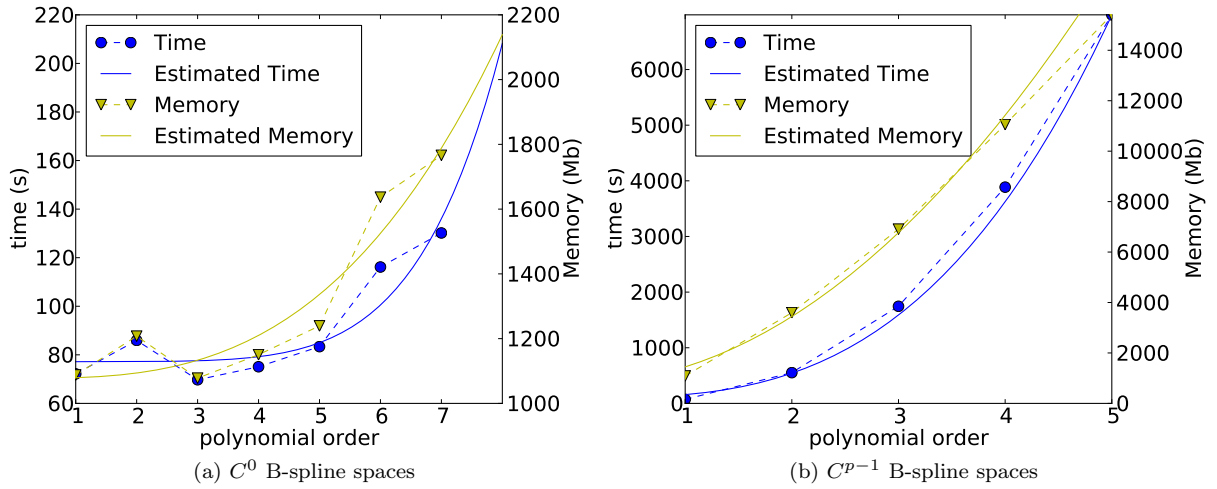 Time
Estimated Time
Memory
Estimated Memory
220
200
180
160
140
120
100
80
60
time (s)
2200
2000
1800
1600
1400
1200
1000
Memory (Mb)
1 2 3 4 5 6 7
polynomial order
(a) C⁰ B-spline spaces
Time
Estimated Time
Memory
Estimated Memory
6000
5000
4000
3000
2000
1000
0
time (s)
14000
12000
10000
8000
6000
4000
2000
0
Memory (Mb)
1 2 3 4 5
polynomial order
(b) Cᵖ⁻¹ B-spline spaces